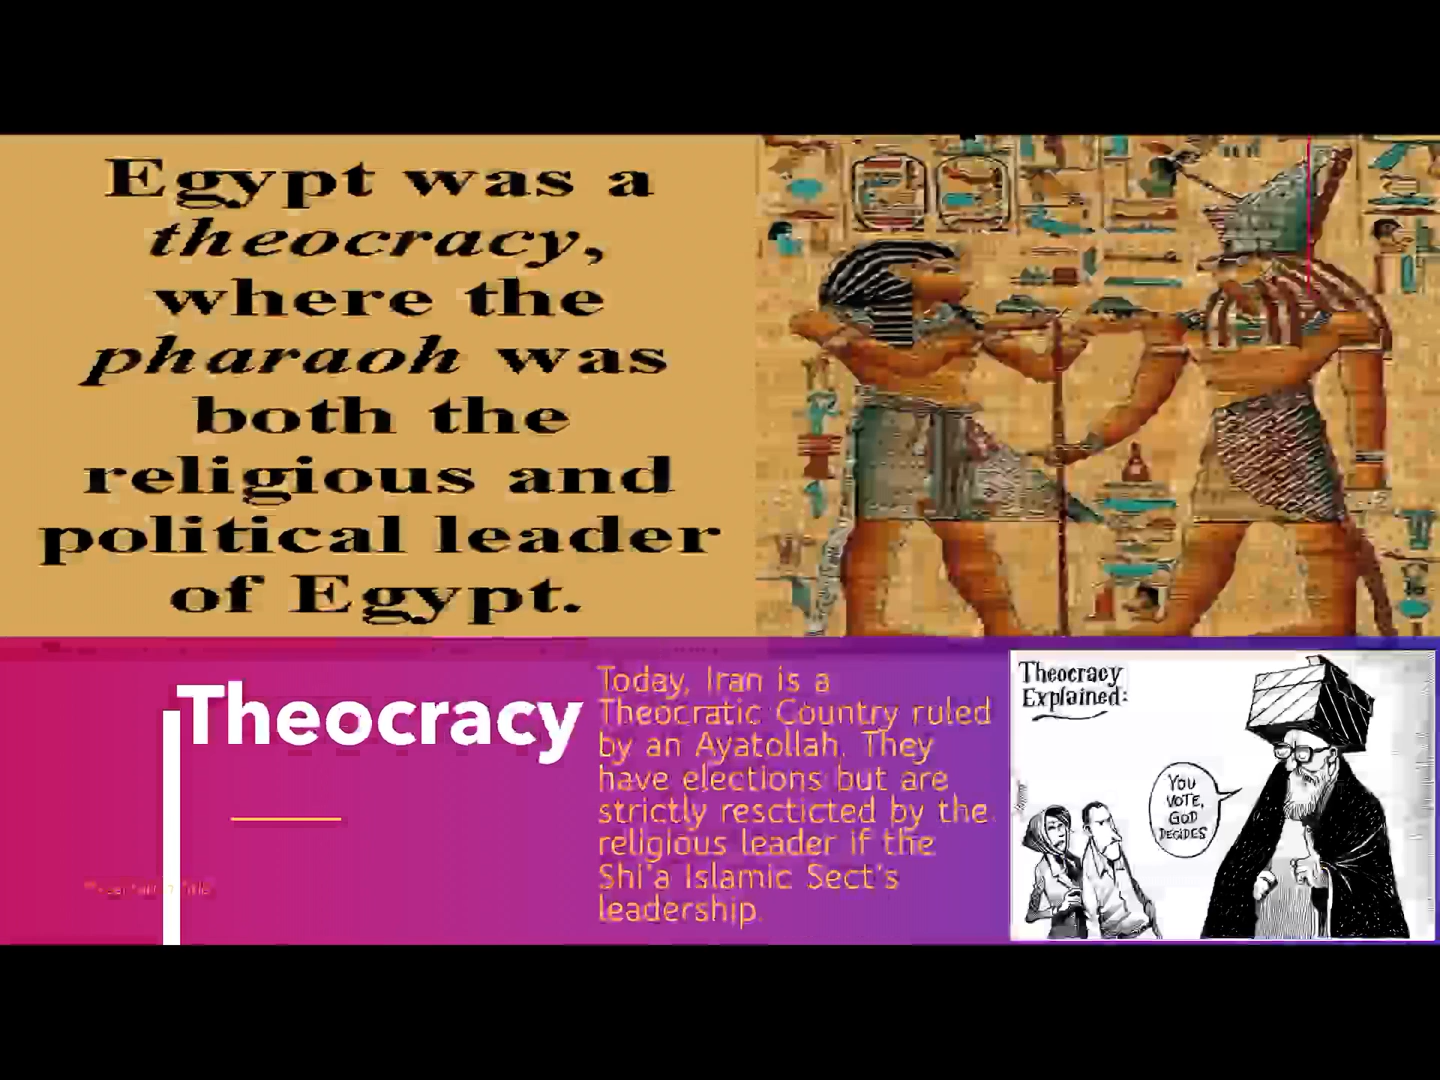 Egypt was a
theocracy,
where the
pharaoh was
both the
religious and
political leader
of Egypt.
Theocracy
Today, Iran is a
Theocratic Country ruled
by an Ayatollah. They
have elections but are
strictly rescticted by the
religious leader if the
Shi'a Islamic Sect's
leadership.
Theocracy
Explained:
YOU
VOTE,
GOD
DECIDES